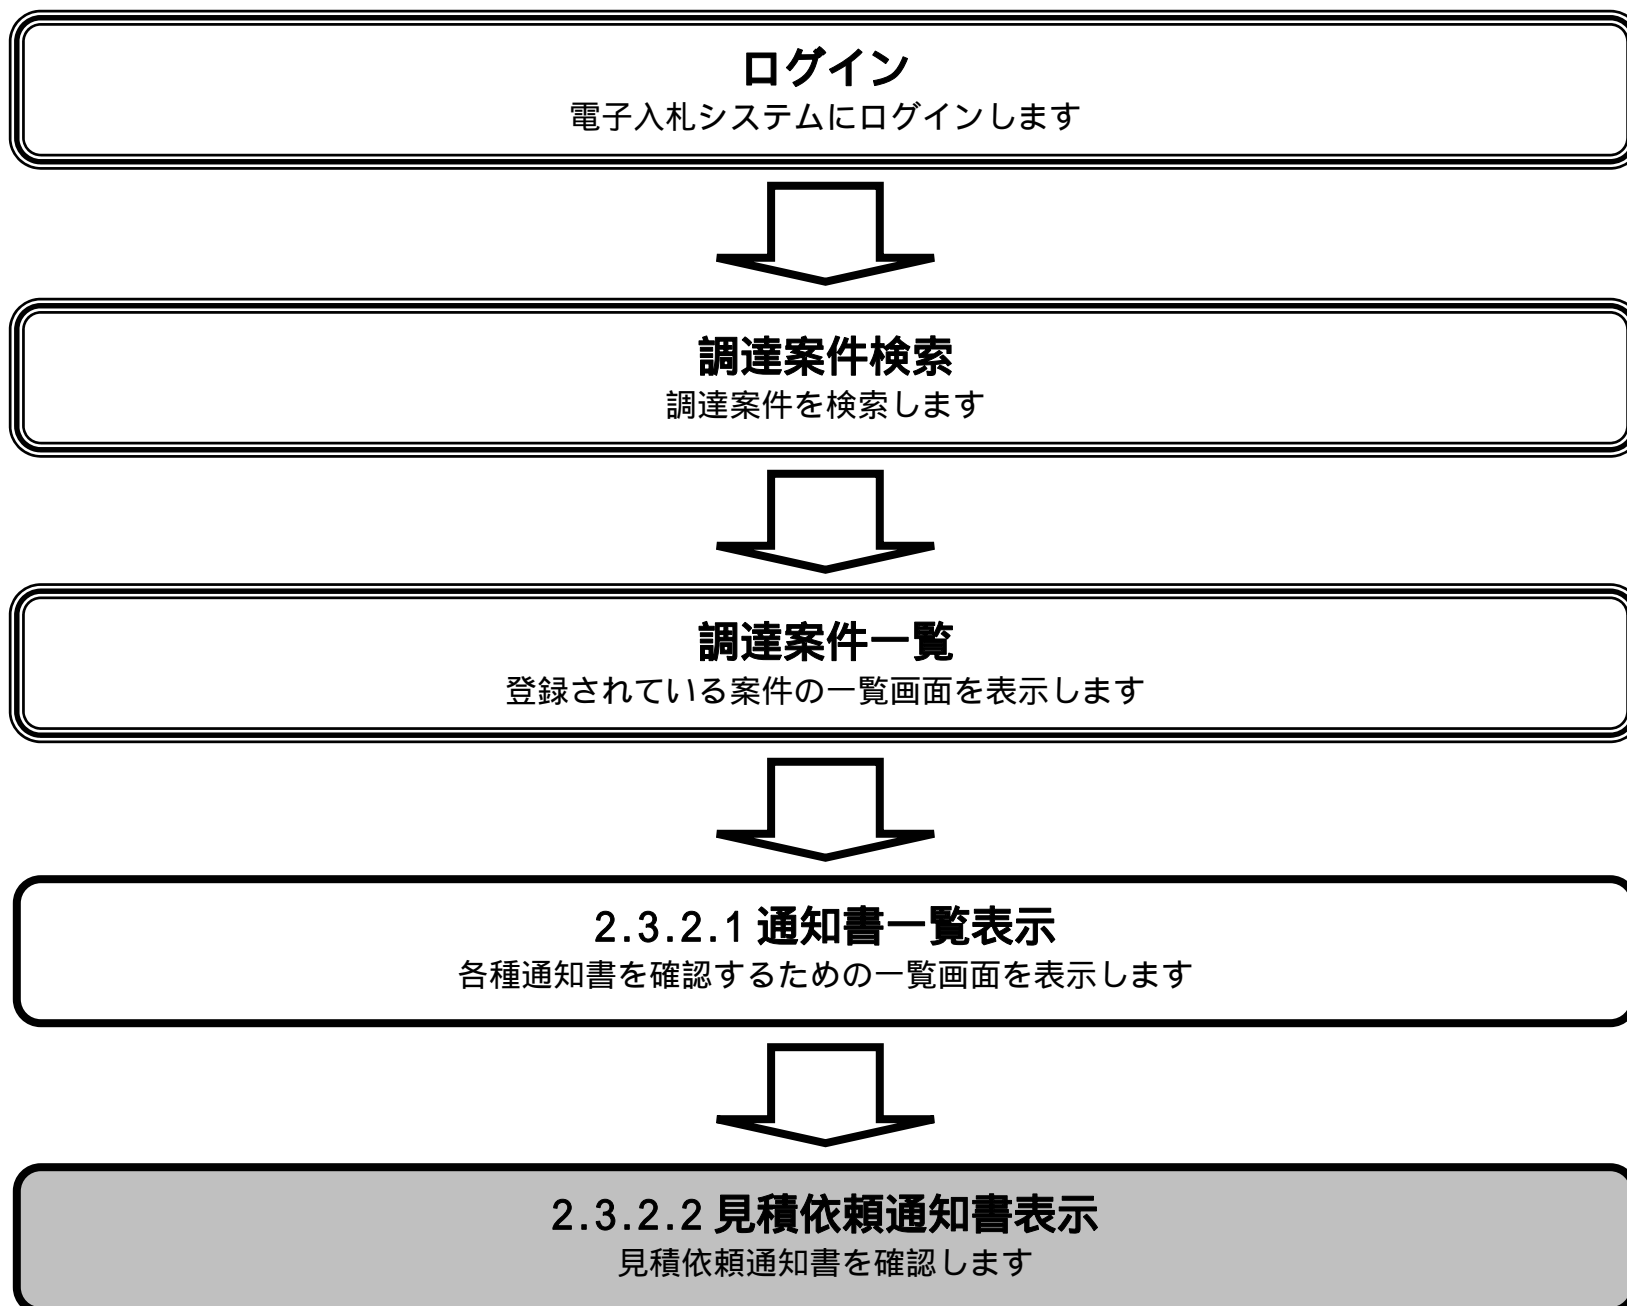 ログイン
電子入札システムにログインします
調達案件検索
調達案件を検索します
調達案件一覧
登録されている案件の一覧画面を表示します
2.3.2.1 通知書一覧表示
各種通知書を確認するための一覧画面を表示します
2.3.2.2 見積依頼通知書表示
見積依頼通知書を確認します